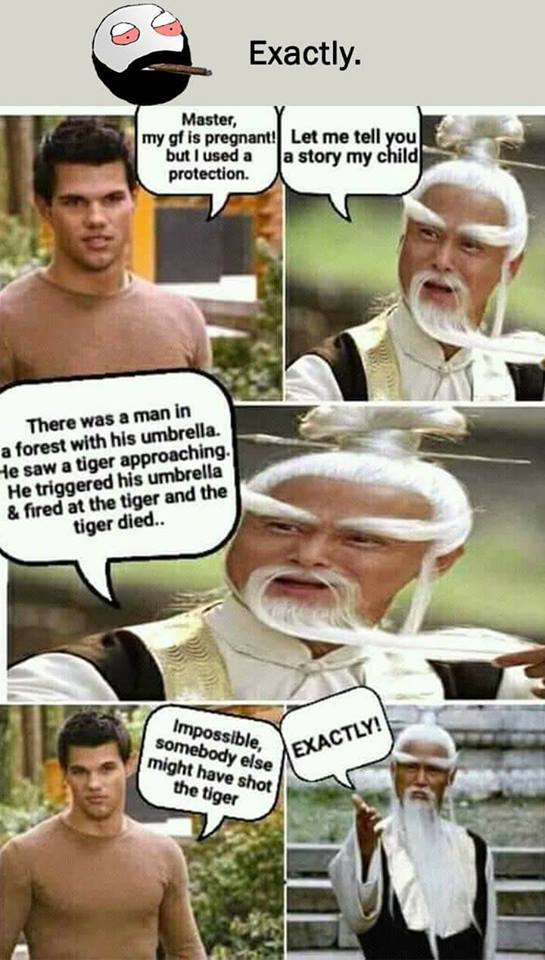 Exactly.
Master,
my gf is pregnant!
but I used a
protection.
Let me tell you
a story my child
There was a man in
a forest with his umbrella.
He saw a tiger approaching.
He triggered his umbrella
& fired at the tiger and the
tiger died..
Impossible,
somebody else
might have shot
the tiger
EXACTLY!